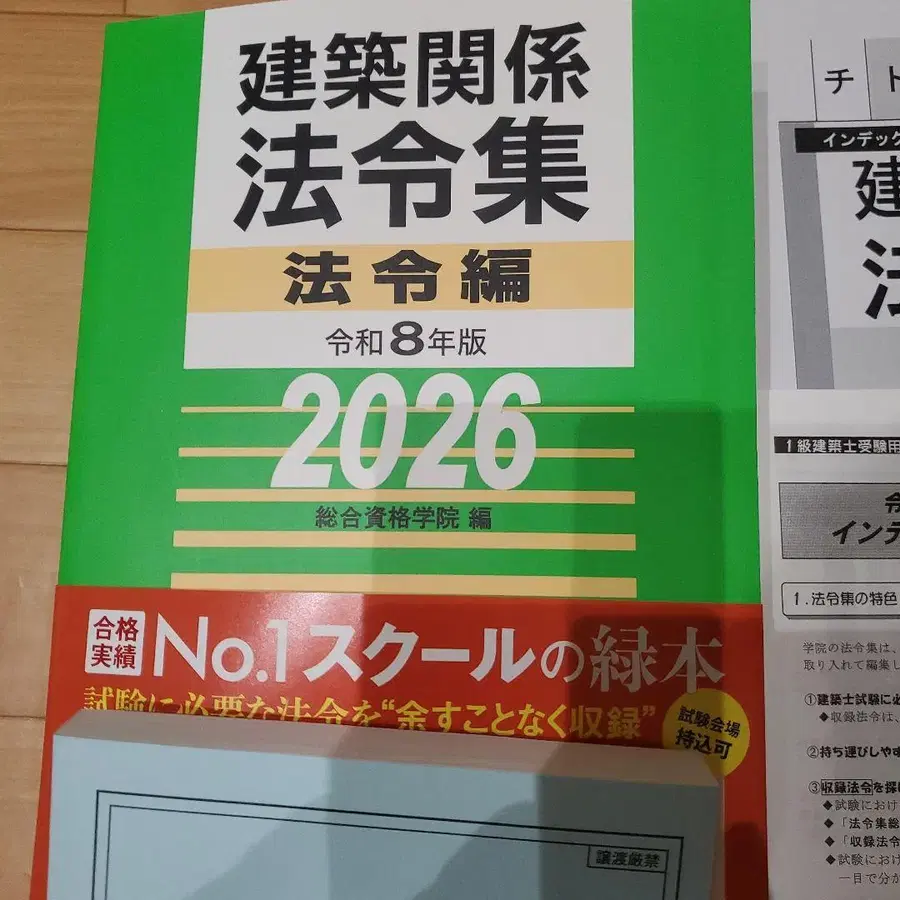 建築関係
法令集
法令編
令和8年版
2026
総合資格学院 編
合格
実績
No.1スクールの緑本
試験に必要な法令を“余すことなく収録”
試験会場
持込可
譲渡厳禁
チ
ト
インデック
建
法
1級建築士受験用
インデ
1.法令集の特色
学院の法令集は、
取り入れて編集し
①建築士試験に必
◆収録法令は、
②持ち運びしやす
③収録法令を探
◆試験におけ
◆「法令集総
◆「収録法令
◆試験におけ
一目で分か